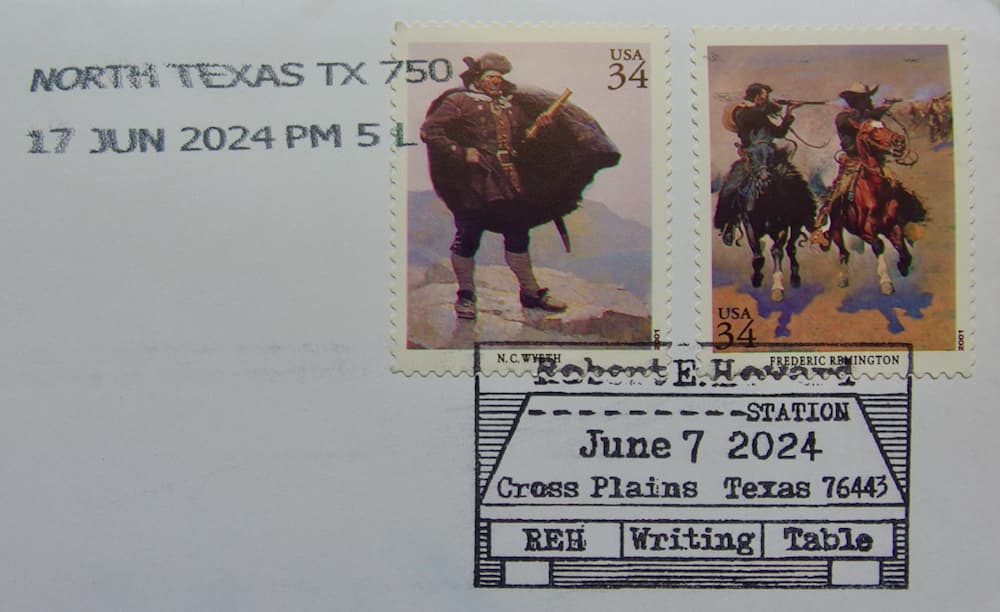 NORTH TEXAS TX 750
17 JUN 2024 PM 5 L
USA
34
N.C. WYETH
2001
USA
34
FREDERIC REMINGTON
2001
Robert E. Howard
----------STATION
June 7 2024
Cross Plains Texas 76443
REH Writing Table